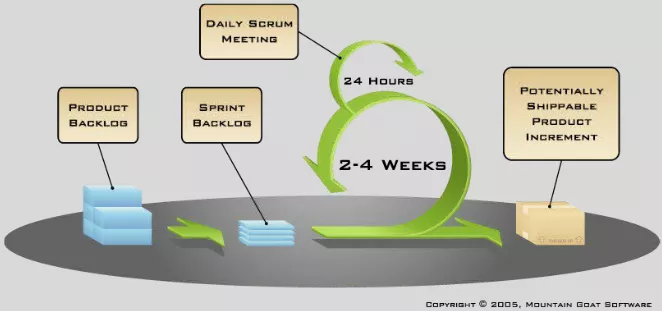 Daily Scrum
Meeting
24 Hours
Product
Backlog
Sprint
Backlog
2-4 Weeks
Potentially
Shippable
Product
Increment
Copyright © 2005, Mountain Goat Software